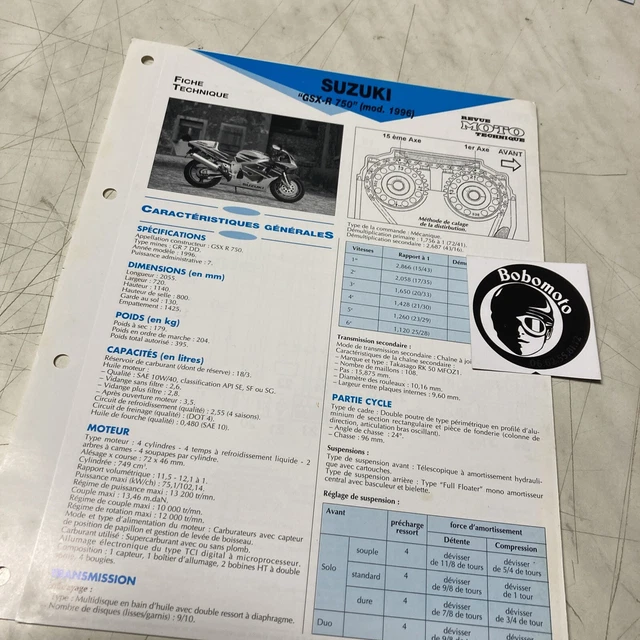 FICHE
TECHNIQUE
SUZUKI
"GSX-R 750" (mod. 1996)
REVUE
MOTO
TECHNIQUE
CARACTÉRISTIQUES GÉNÉRALES
SPÉCIFICATIONS
Appellation constructeur : GSX R 750.
Type mines : GR 7 DD.
Année modèle : 1996.
Puissance administrative : 7.
DIMENSIONS (en mm)
Longueur : 2055.
Largeur : 720.
Hauteur : 1140.
Hauteur de selle : 800.
Garde au sol : 130.
Empattement : 1425.
POIDS (en kg)
Poids à sec : 179.
Poids en ordre de marche : 204.
Poids total autorisé : 395.
CAPACITÉS (en litres)
Réservoir de carburant (/dont de réserve) : 18/3.
Huile moteur :
– Qualité : SAE 10W/40, classification API SE, SF ou SG.
– Vidange sans filtre : 2,6.
– Vidange plus filtre : 2,8.
– Après ouverture moteur : 3,5.
Circuit de refroidissement (qualité) : 2,55 (4 saisons).
Circuit de freinage (qualité) : (DOT4).
Huile de fourche (qualité) : 0,480 (SAE 10).
MOTEUR
Type moteur : 4 cylindres - 4 temps à refroidissement liquide - 2
arbres à cames - 4 soupapes par cylindre.
Alésage x course : 72 x 46 mm.
Cylindrée : 749 cm³.
Rapport volumétrique : 11,5 - 12,1 à 1.
Puissance maxi (kW/ch) : 75,1/102,14.
Régime de puissance maxi : 13 200 tr/mn.
Couple maxi : 13,46 m.daN.
Régime de couple maxi : 10 000 tr/mn.
Régime de rotation maxi : 12 000 tr/mn.
Mode et type d'alimentation du moteur : Carburateurs avec capteur
de position de papillon et gestion de levée de boisseau.
Carburant utilisé : Supercarburant avec ou sans plomb.
Allumage électronique du type TCI digital à microprocesseur.
Composition : 1 capteur, 1 boîtier d'allumage, 2 bobines HT à double
4 bougies.
TRANSMISSION
Type : Multidisque en bain d'huile avec double ressort à diaphragme.
Nombre de disques (lisses/garnis) : 9/10.
15 ème Axe
1er Axe
AVANT
Méthode de calage
de la distribution.
Type de la commande : Mécanique.
Démultiplication primaire : 1,756 à 1 (72/41).
Démultiplication secondaire : 2,687 (43/16).
Vitesses Rapport à 1
1e 2,866 (15/43)
2e 2,058 (17/35)
3e 1,650 (20/33)
4e 1,428 (21/30)
5e 1,260 (23/29)
6e 1,120 25/28)
Bobomoto
Transmission secondaire :
Mode de transmission secondaire : Chaîne à
Caractéristiques de la chaîne secondaire :
– Marque et type : Takasago RK 50 MFOZ1.
– Nombre de maillons : 108.
– Pas : 15,875 mm.
– Diamètre des rouleaux : 10,16 mm.
– Largeur entre plaques internes : 9,60 mm.
PARTIE CYCLE
Type de cadre : Double poutre de type périmétrique en profilé d'alu-
minium de section rectangulaire et pièce de fonderie (colonne de
direction, articulation bras oscillant).
– Angle de chasse : 24°.
– Chasse : 96 mm.
Suspensions :
Type de suspension avant : Télescopique à amortissement hydrauli-
que avec cartouches.
Type de suspension arrière : Type "Full Floater" mono amortisseur
central avec basculeur et bielette.
Réglage de suspension :
Avant précharge ressort force d'amortissement
Détente Compression
Solo
souple 4 dévisser de 11/8 de tours dévisser de 5/4 de tours
standard 4 dévisser de 9/8 de tours dévisser de 1 tour
dure 4 dévisser de 7/8 de tours dévisser de 3/4 de tour
Duo 4 dévisser dévisser